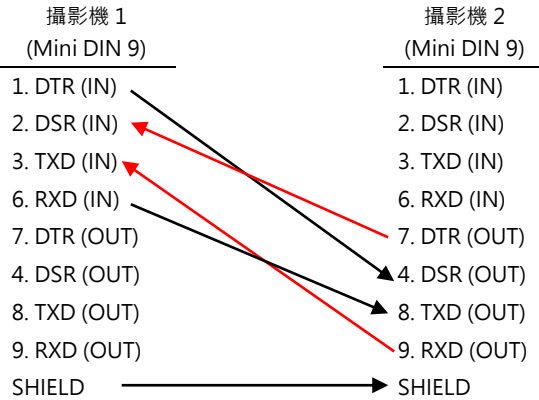 攝影機 1
(Mini DIN 9)
1. DTR (IN)
2. DSR (IN)
3. TXD (IN)
6. RXD (IN)
7. DTR (OUT)
4. DSR (OUT)
8. TXD (OUT)
9. RXD (OUT)
SHIELD
攝影機 2
(Mini DIN 9)
1. DTR (IN)
2. DSR (IN)
3. TXD (IN)
6. RXD (IN)
7. DTR (OUT)
4. DSR (OUT)
8. TXD (OUT)
9. RXD (OUT)
SHIELD